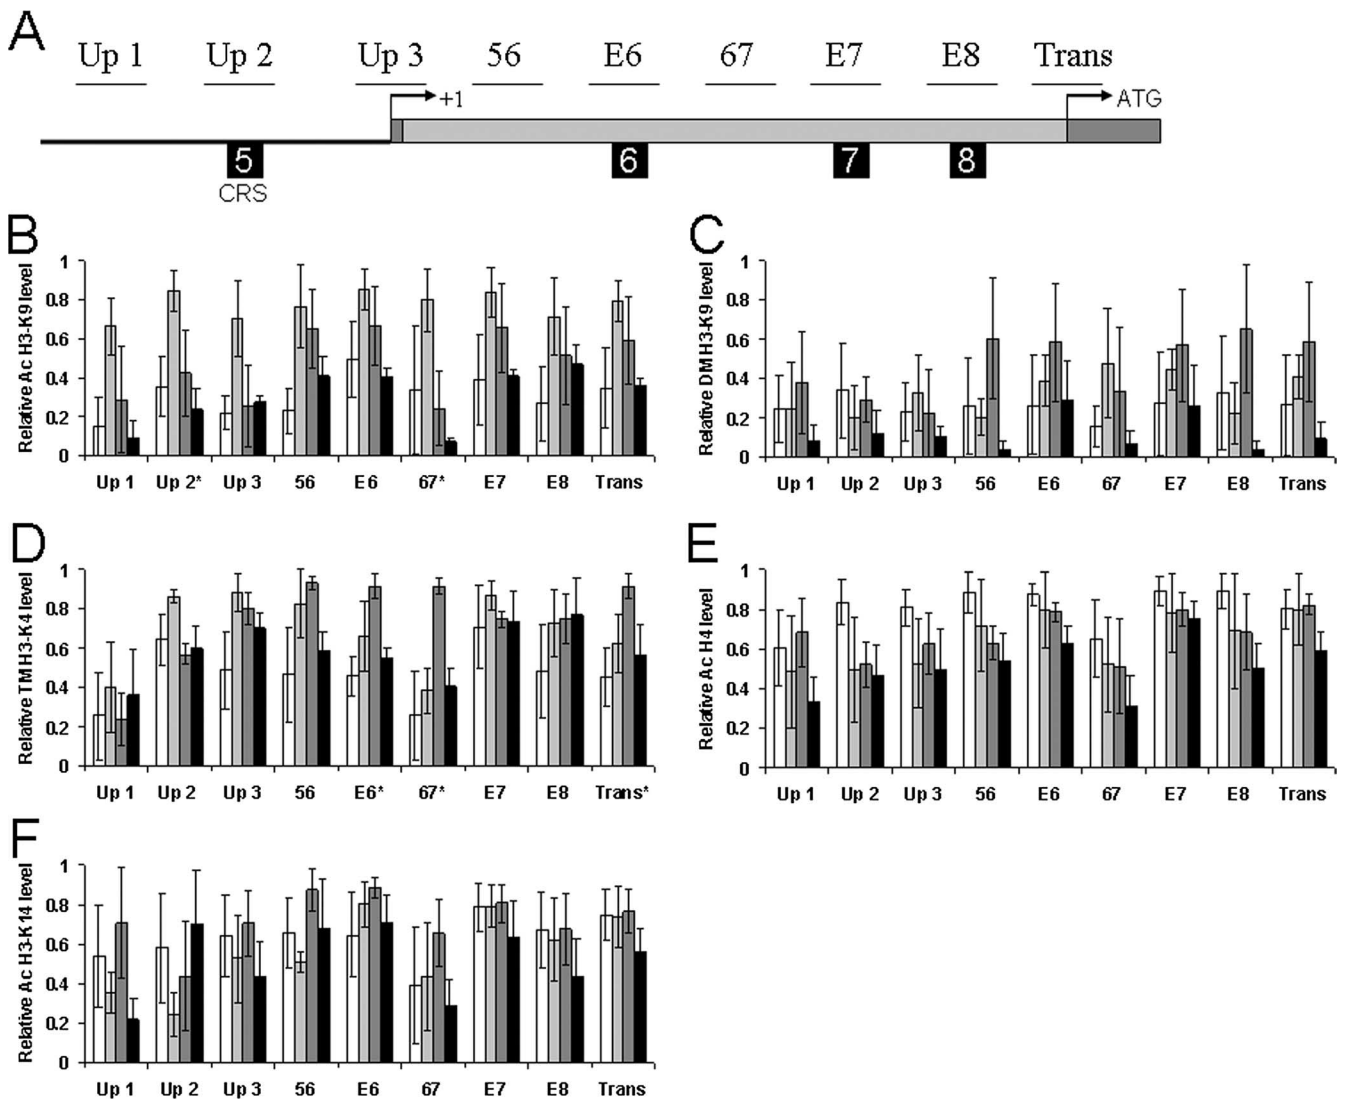 A
Up 1 Up 2 Up 3 56 E6 67 E7 E8 Trans
+1 ATG
5 6 7 8
CRS
B
Relative Ac H3-K9 level
1
0.8
0.6
0.4
0.2
0
Up 1 Up 2* Up 3 56 E6 67* E7 E8 Trans
C
Relative DMH3-K9 level
1
0.8
0.6
0.4
0.2
0
Up 1 Up 2 Up 3 56 E6 67 E7 E8 Trans
D
Relative TMH3-K4 level
1
0.8
0.6
0.4
0.2
0
Up 1 Up 2 Up 3 56 E6* 67* E7 E8 Trans*
E
Relative Ac H4 level
1
0.8
0.6
0.4
0.2
0
Up 1 Up 2 Up 3 56 E6 67 E7 E8 Trans
F
Relative Ac H3-K14 level
1
0.8
0.6
0.4
0.2
0
Up 1 Up 2 Up 3 56 E6 67 E7 E8 Trans